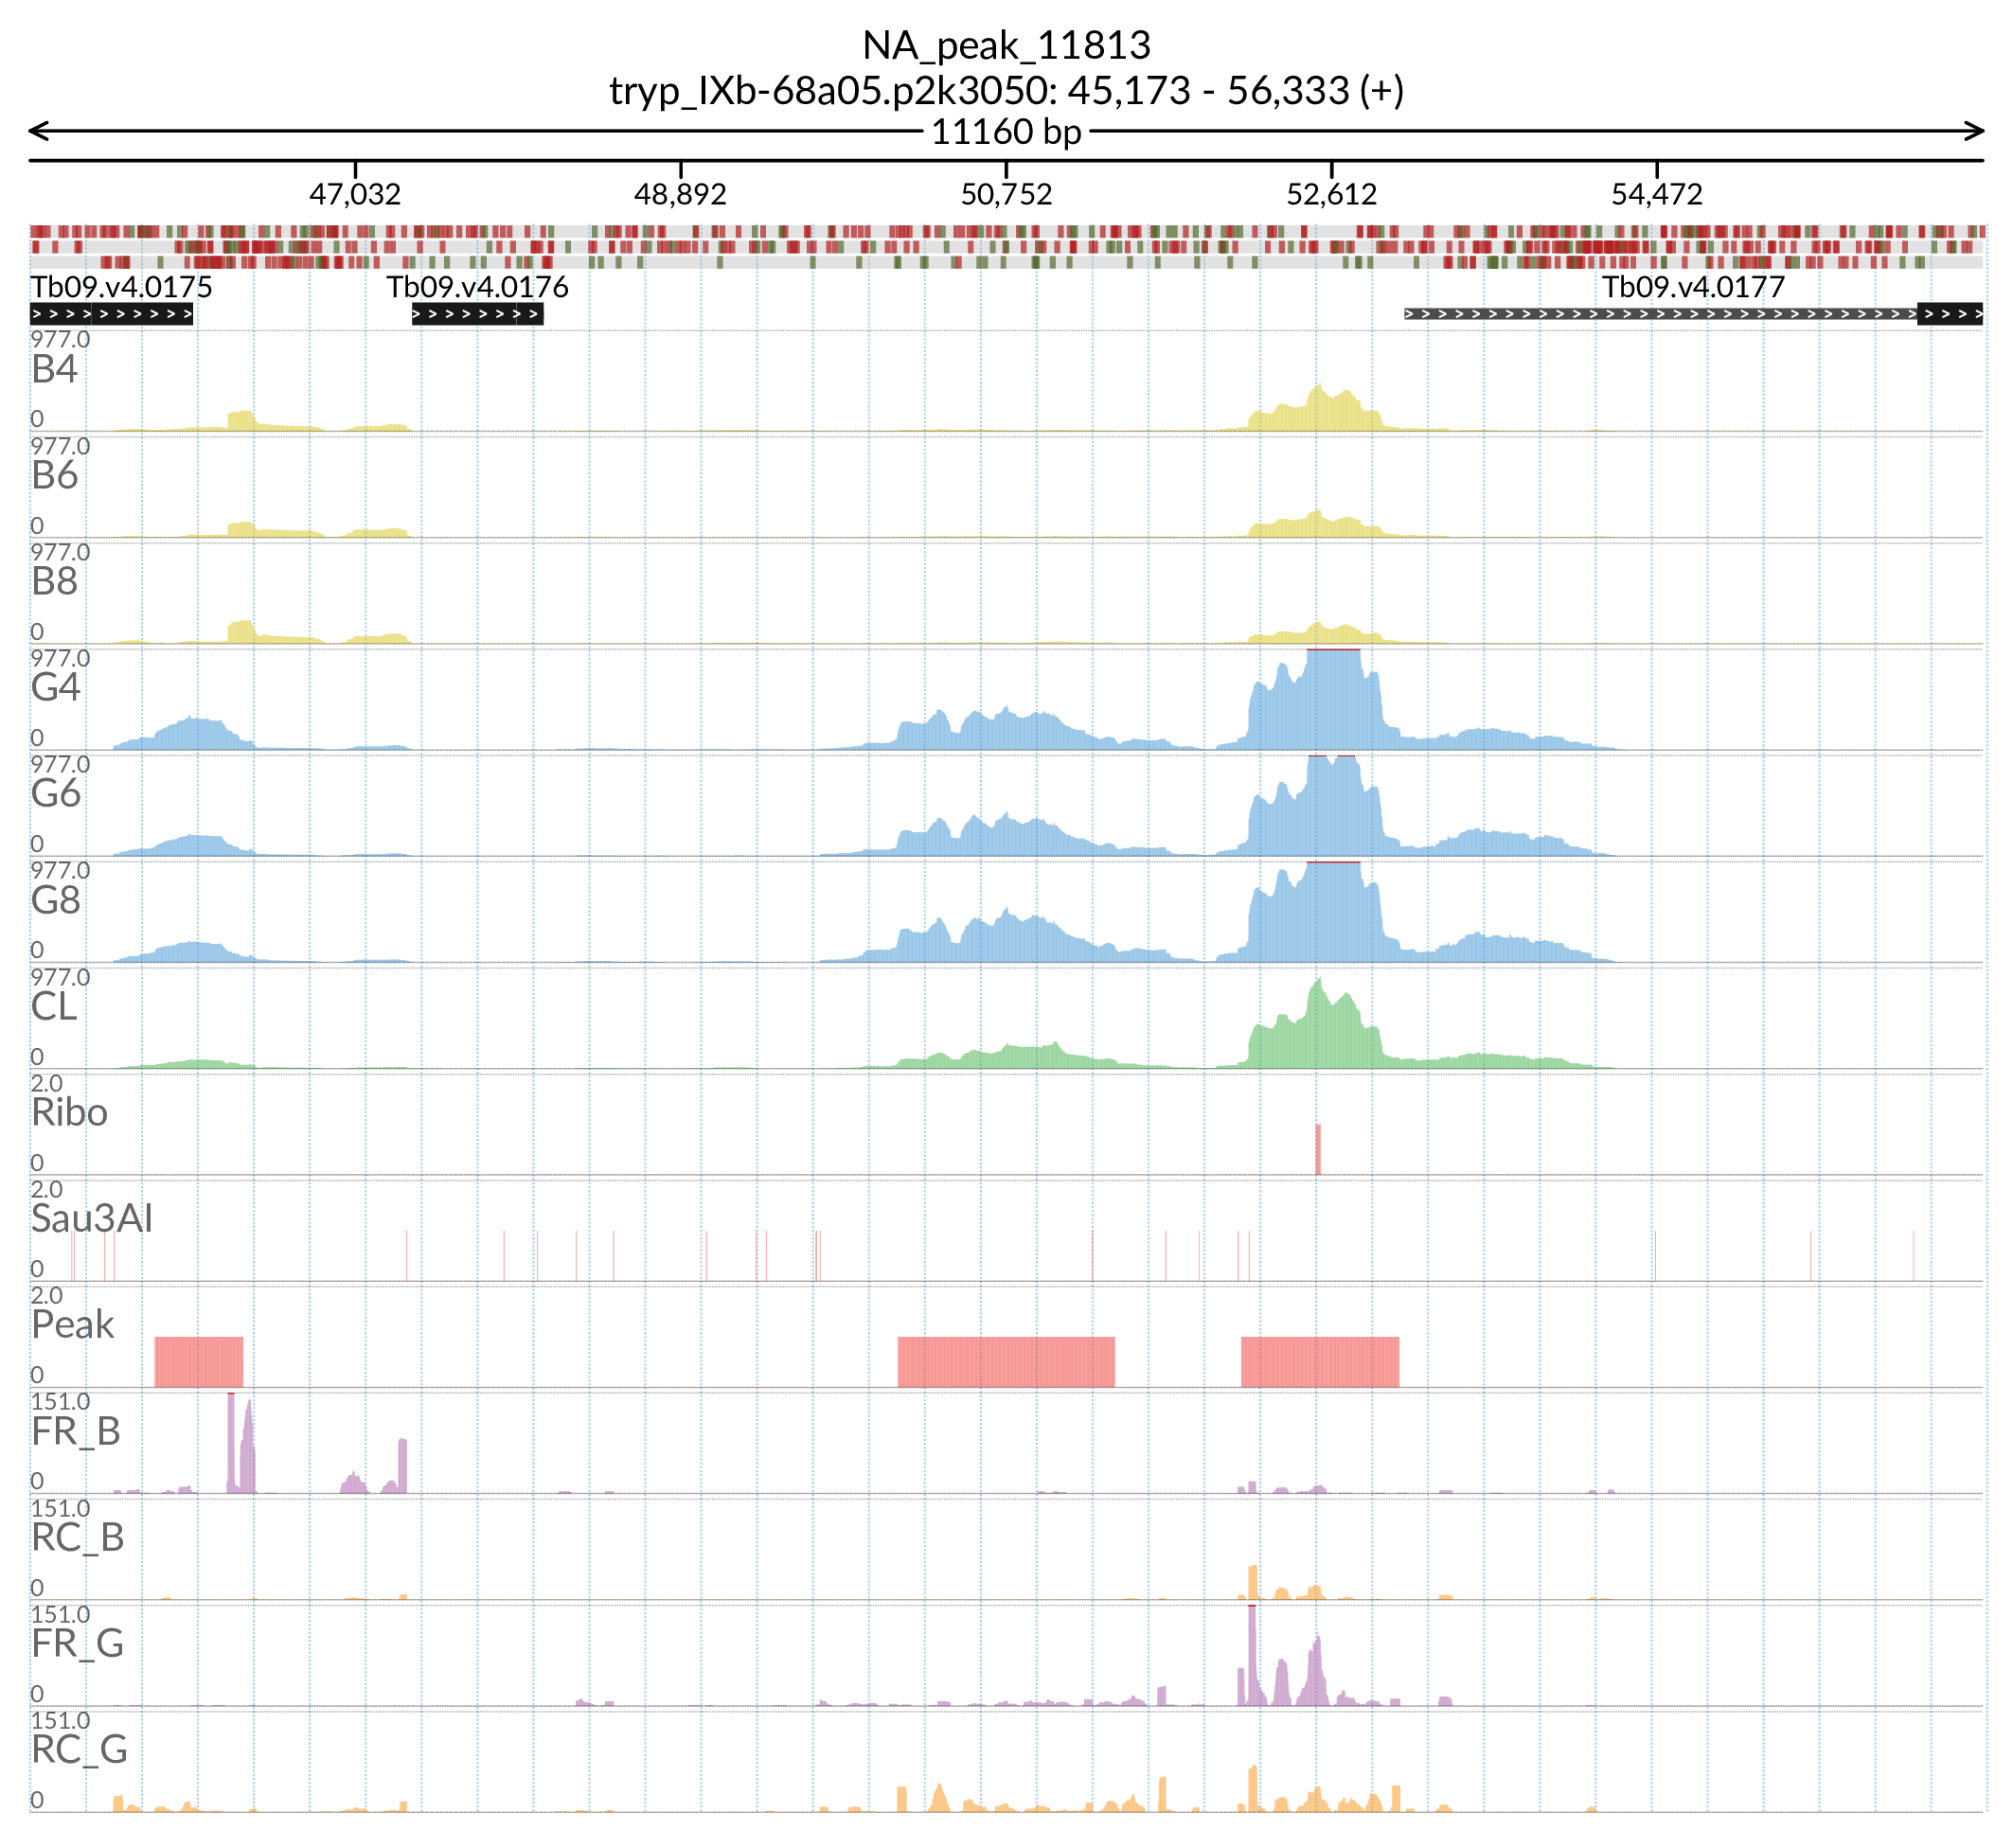 NA_peak_11813
tryp_IXb-68a05.p2k3050: 45,173 - 56,333 (+)
11160 bp
47,032 48,892 50,752 52,612 54,472
Tb09.v4.0175 Tb09.v4.0176 Tb09.v4.0177
977.0
B4
0
977.0
B6
0
977.0
B8
0
977.0
G4
0
977.0
G6
0
977.0
G8
0
977.0
CL
0
2.0
Ribo
0
2.0
Sau3AI
0
2.0
Peak
0
151.0
FR_B
0
151.0
RC_B
0
151.0
FR_G
0
151.0
RC_G
0